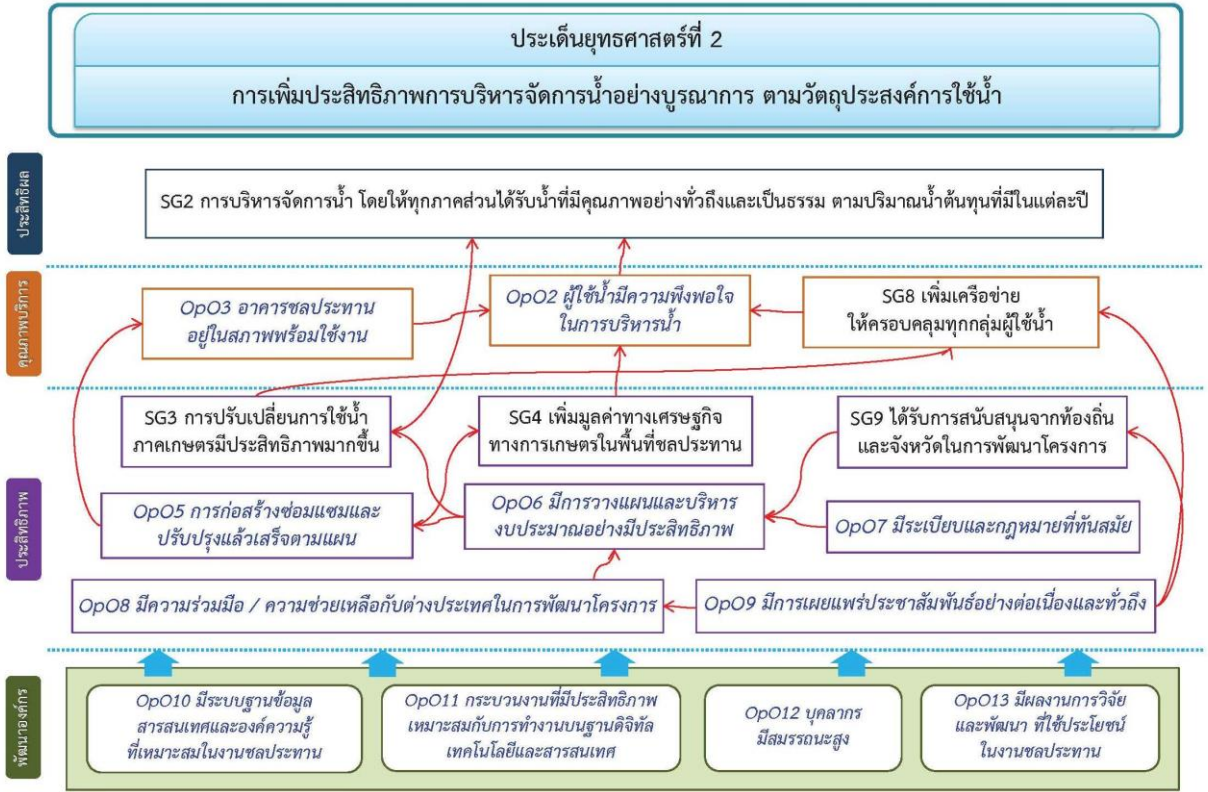 ประเด็นยุทธศาสตร์ที่ 2
การเพิ่มประสิทธิภาพการบริหารจัดการน้ำอย่างบูรณาการ ตามวัตถุประสงค์การใช้น้ำ
ประสิทธิผล
SG2 การบริหารจัดการน้ำ โดยให้ทุกภาคส่วนได้รับน้ำที่มีคุณภาพอย่างทั่วถึงและเป็นธรรม ตามปริมาณน้ำต้นทุนที่มีในแต่ละปี
คุณภาพบริการ
OpO3 อาคารชลประทาน
อยู่ในสภาพพร้อมใช้งาน
OpO2 ผู้ใช้น้ำมีความพึงพอใจ
ในการบริหารน้ำ
SG8 เพิ่มเครือข่าย
ให้ครอบคลุมทุกกลุ่มผู้ใช้น้ำ
ประสิทธิภาพ
SG3 การปรับเปลี่ยนการใช้น้ำ
ภาคเกษตรมีประสิทธิภาพมากขึ้น
SG4 เพิ่มมูลค่าทางเศรษฐกิจ
ทางการเกษตรในพื้นที่ชลประทาน
SG9 ได้รับการสนับสนุนจากท้องถิ่น
และจังหวัดในการพัฒนาโครงการ
OpO5 การก่อสร้างซ่อมแซมและ
ปรับปรุงแล้วเสร็จตามแผน
OpO6 มีการวางแผนและบริหาร
งบประมาณอย่างมีประสิทธิภาพ
OpO7 มีระเบียบและกฎหมายที่ทันสมัย
OpO8 มีความร่วมมือ / ความช่วยเหลือกับต่างประเทศในการพัฒนาโครงการ
OpO9 มีการเผยแพร่ประชาสัมพันธ์อย่างต่อเนื่องและทั่วถึง
พัฒนาองค์กร
OpO10 มีระบบฐานข้อมูล
สารสนเทศและองค์ความรู้
ที่เหมาะสมในงานชลประทาน
OpO11 กระบวนงานที่มีประสิทธิภาพ
เหมาะสมกับการทำงานบนฐานดิจิทัล
เทคโนโลยีและสารสนเทศ
OpO12 บุคลากร
มีสมรรถนะสูง
OpO13 มีผลงานการวิจัย
และพัฒนา ที่ใช้ประโยชน์
ในงานชลประทาน